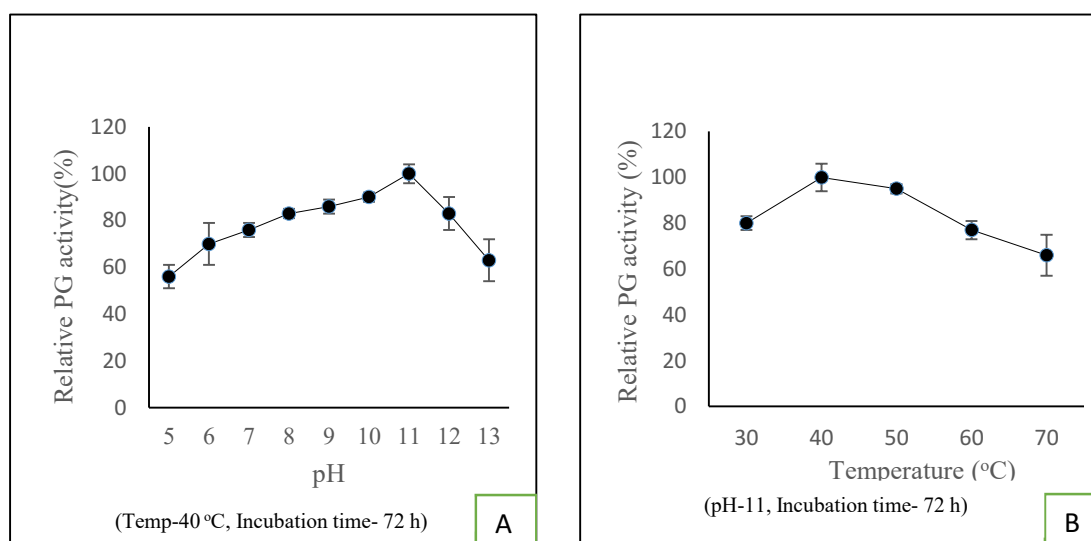 Relative PG activity(%)
120
100
80
60
40
20
0
5 6 7 8 9 10 11 12 13
pH
(Temp-40 °C, Incubation time- 72 h)
A
Relative PG activity (%)
120
100
80
60
40
20
0
30 40 50 60 70
Temperature (°C)
(pH-11, Incubation time- 72 h)
B